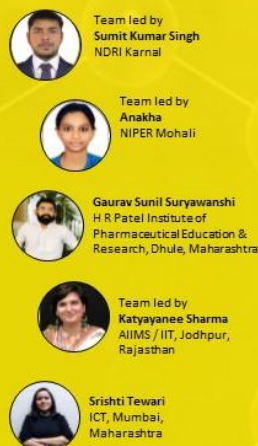 Team led by
Sumit Kumar Singh
NDRI Karnal
Team led by
Anakha
NIPER Mohali
Gaurav Sunil Suryawanshi
H R Patel Institute of
Pharmaceutical Education &
Research, Dhule, Maharashtra
Team led by
Katyayanee Sharma
AIIMS / IIT, Jodhpur,
Rajasthan
Srishti Tewari
ICT, Mumbai,
Maharashtra